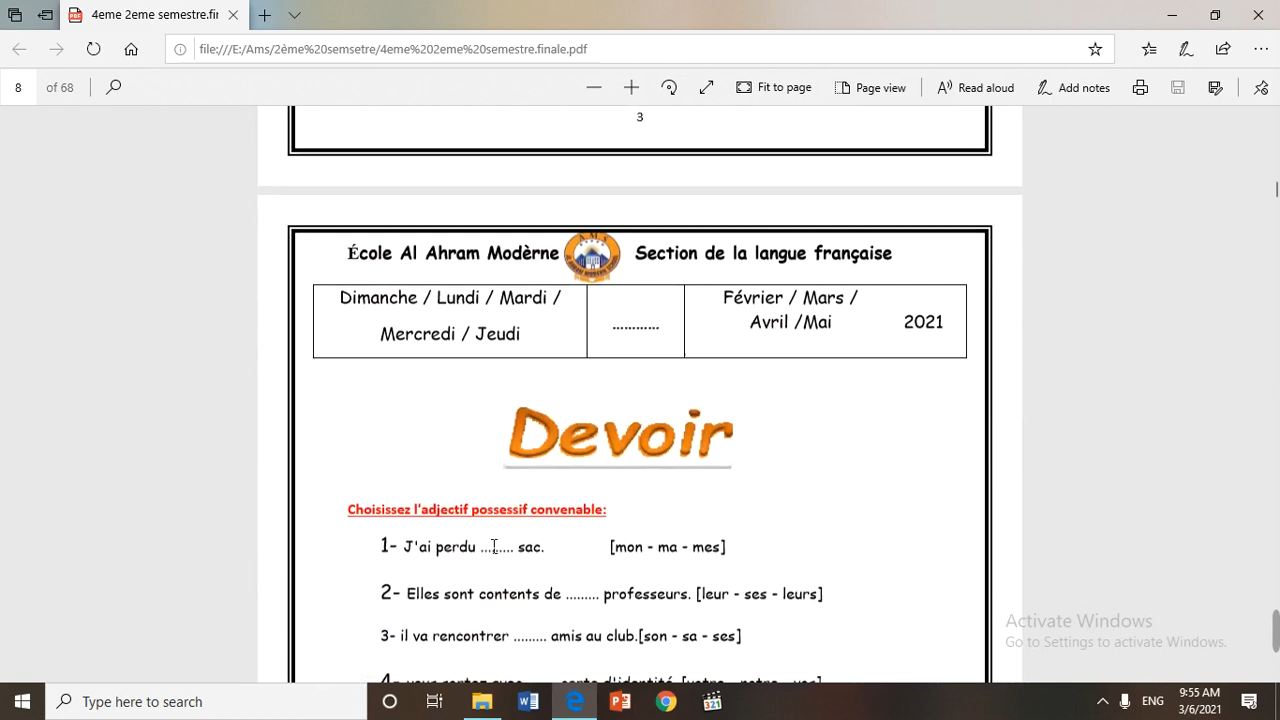 4eme 2eme semestre.finale
file:///E:/Ams/2ème%20semsetre/4eme%202eme%20semestre.finale.pdf
8 of 68
Fit to page
Page view
Read aloud
Add notes
3
École Al Ahram Modèrne
Section de la langue française
Dimanche / Lundi / Mardi /
Mercredi / Jeudi
............
Février / Mars /
Avril /Mai 2021
Devoir
Choisissez l'adjectif possessif convenable:
1- J'ai perdu ......... sac. [mon - ma - mes]
2- Elles sont contents de ......... professeurs. [leur - ses - leurs]
3- il va rencontrer ......... amis au club.[son - sa - ses]
Activate Windows
Go to Settings to activate Windows.
Type here to search
321
ENG
9:55 AM
3/6/2021